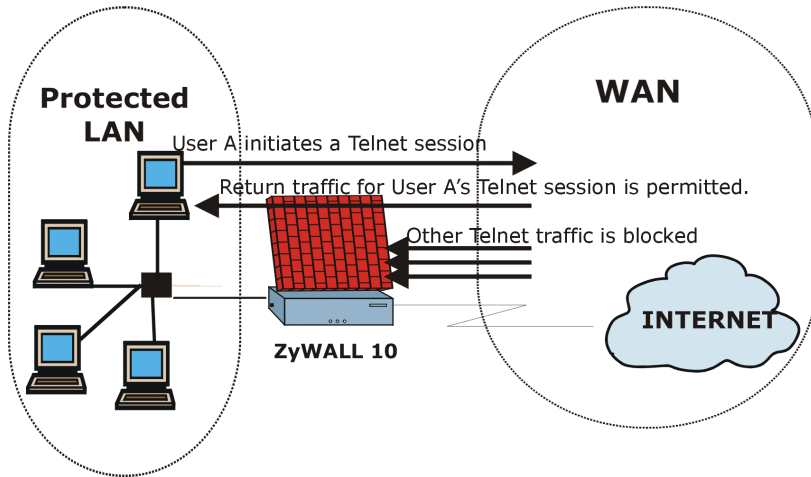 Protected
LAN
WAN
User A initiates a Telnet session
Return traffic for User A's Telnet session is permitted.
Other Telnet traffic is blocked
INTERNET
ZyWALL 10